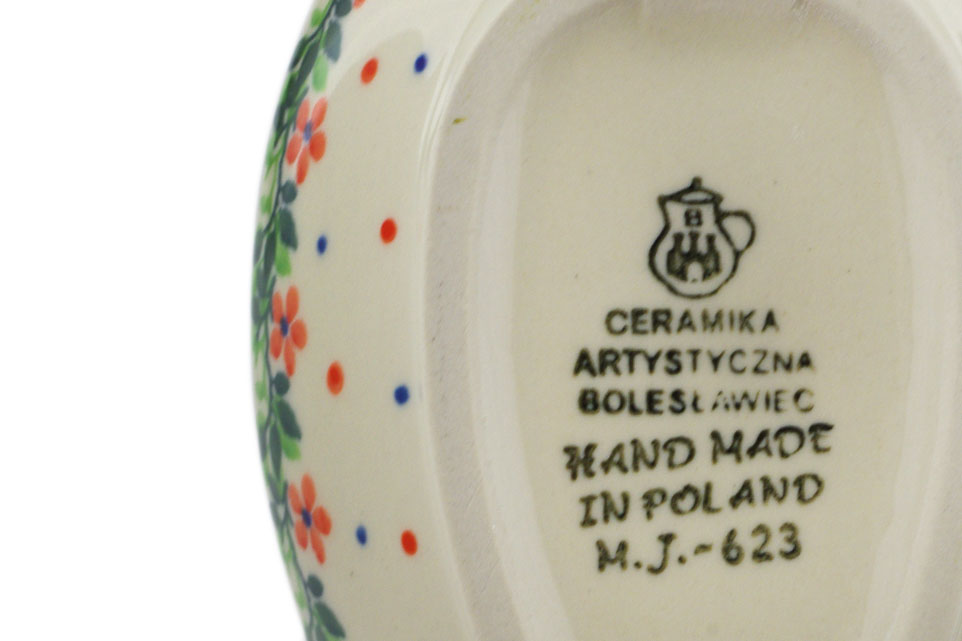 B
CERAMIKA
ARTYSTYCZNA
BOLESŁAWIEC
HAND MADE
IN POLAND
M.J.-623